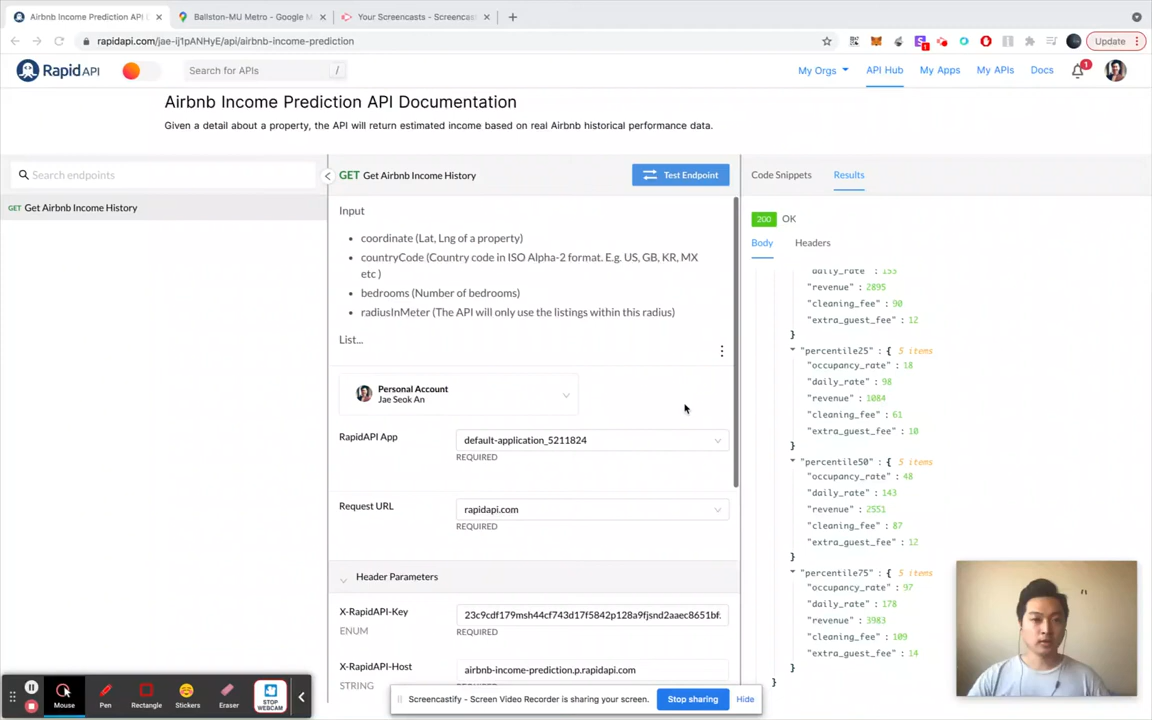 Airbnb Income Prediction API
Ballston-MU Metro - Google M
Your Screencasts - Screencas
rapidapi.com/jae-ij1pANHyE/api/airbnb-income-prediction
1
Update
Rapid API
Search for APIs
/
My Orgs
API Hub
My Apps
My APIs
Docs
1
Airbnb Income Prediction API Documentation
Given a detail about a property, the API will return estimated income based on real Airbnb historical performance data.
Search endpoints
GET Get Airbnb Income History
GET Get Airbnb Income History
Test Endpoint
Input
• coordinate (Lat, Lng of a property)
• countryCode (Country code in ISO Alpha-2 format. E.g. US, GB, KR, MX
etc )
• bedrooms (Number of bedrooms)
• radiusInMeter (The API will only use the listings within this radius)
List...
Personal Account
Jae Seok An
RapidAPI App
default-application_5211824
REQUIRED
Request URL
rapidapi.com
REQUIRED
Header Parameters
X-RapidAPI-Key
ENUM
23c9cdf179msh44cf743d17f5842p128a9fjsnd2aaec8651bf
REQUIRED
X-RapidAPI-Host
STRING
airbnb-income-prediction.p.rapidapi.com
Code Snippets
Results
200 OK
Body
Headers
"daily_rate" : 155
"revenue" : 2895
"cleaning_fee" : 90
"extra_guest_fee" : 12
}
"percentile25" : { 5 items
"occupancy_rate" : 18
"daily_rate" : 98
"revenue" : 1084
"cleaning_fee" : 61
"extra_guest_fee" : 10
}
"percentile50" : { 5 items
"occupancy_rate" : 48
"daily_rate" : 143
"revenue" : 2551
"cleaning_fee" : 87
"extra_guest_fee" : 12
}
"percentile75" : { 5 items
"occupancy_rate" : 97
"daily_rate" : 178
"revenue" : 3983
"cleaning_fee" : 109
"extra_guest_fee" : 14
}
}
Mouse
Pen
Rectangle
Stickers
Eraser
STOP
WEBCAM
Screencastify - Screen Video Recorder is sharing your screen.
Stop sharing
Hide